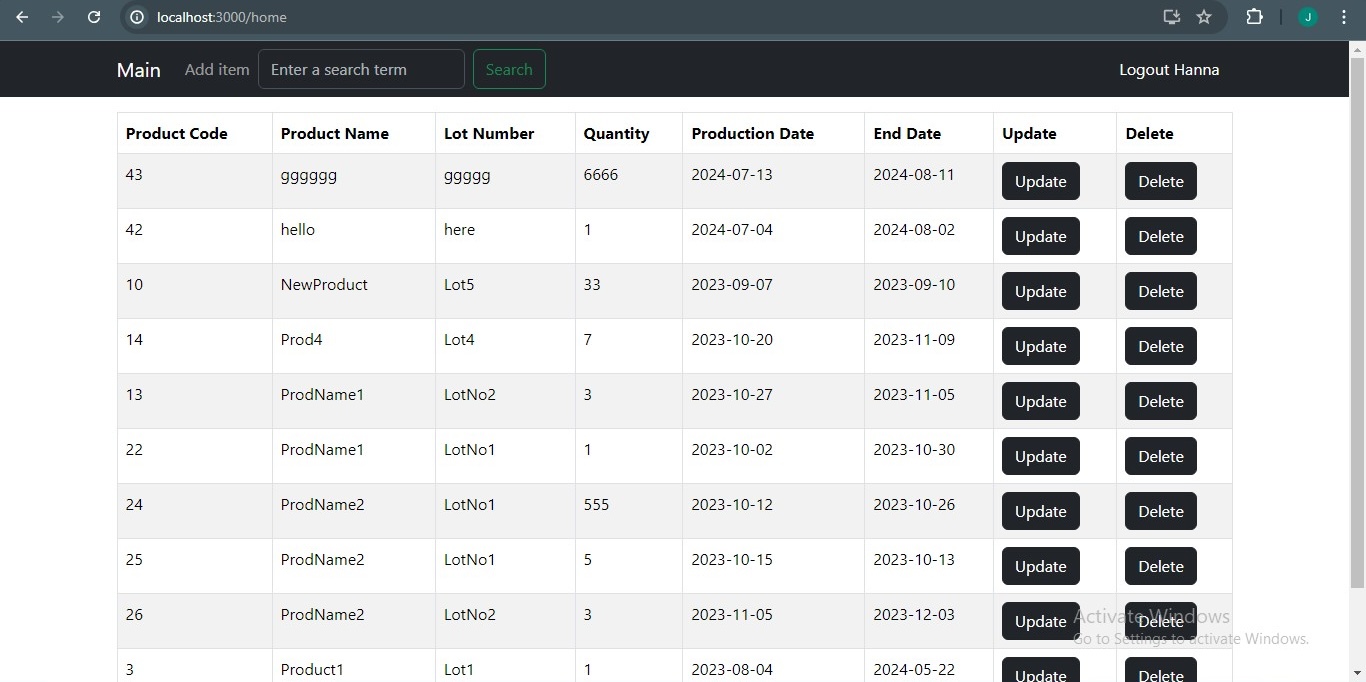 localhost:3000/home
J
Main Add item Enter a search term Search Logout Hanna
Product Code Product Name Lot Number Quantity Production Date End Date Update Delete
43 gggggg ggggg 6666 2024-07-13 2024-08-11 Update Delete
42 hello here 1 2024-07-04 2024-08-02 Update Delete
10 NewProduct Lot5 33 2023-09-07 2023-09-10 Update Delete
14 Prod4 Lot4 7 2023-10-20 2023-11-09 Update Delete
13 ProdName1 LotNo2 3 2023-10-27 2023-11-05 Update Delete
22 ProdName1 LotNo1 1 2023-10-02 2023-10-30 Update Delete
24 ProdName2 LotNo1 555 2023-10-12 2023-10-26 Update Delete
25 ProdName2 LotNo1 5 2023-10-15 2023-10-13 Update Delete
26 ProdName2 LotNo2 3 2023-11-05 2023-12-03 Update Delete
Activate Windows
Go to Settings to activate Windows.
3 Product1 Lot1 1 2023-08-04 2024-05-22 Update Delete